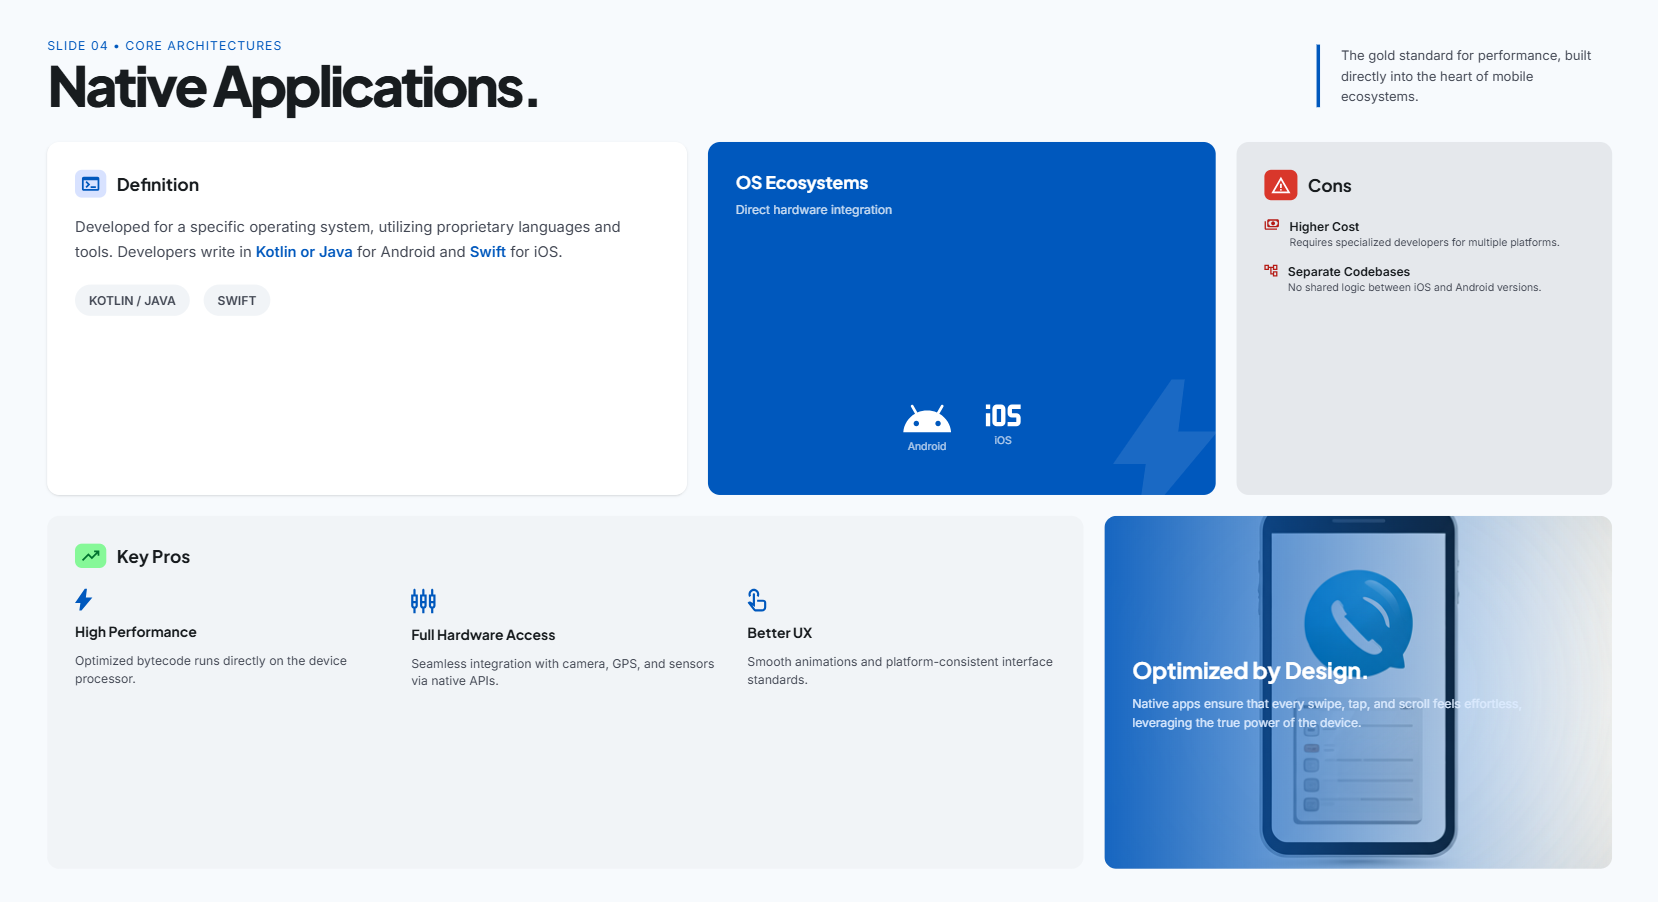 SLIDE 04 • CORE ARCHITECTURES
Native Applications.
The gold standard for performance, built
directly into the heart of mobile
ecosystems.
Definition
Developed for a specific operating system, utilizing proprietary languages and
tools. Developers write in Kotlin or Java for Android and Swift for iOS.
KOTLIN / JAVA
SWIFT
OS Ecosystems
Direct hardware integration
iOS
Android
iOS
Cons
Higher Cost
Requires specialized developers for multiple platforms.
Separate Codebases
No shared logic between iOS and Android versions.
Key Pros
High Performance
Optimized bytecode runs directly on the device
processor.
Full Hardware Access
Seamless integration with camera, GPS, and sensors
via native APIs.
Better UX
Smooth animations and platform-consistent interface
standards.
Optimized by Design.
Native apps ensure that every swipe, tap, and scroll feels effortless,
leveraging the true power of the device.